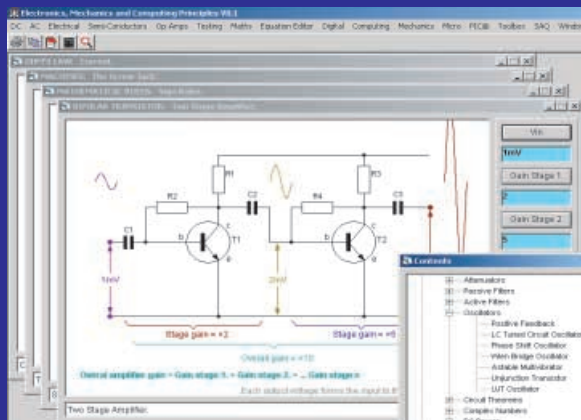 Electronics, Mechanics and Computing Principles V8.1
DC AC Electrical Semi-Conductors Op Amps Testing Maths Equation Editor Digital Computing Mechanics Micro PIC® Toolbox SAQ Window
BIPOLAR TRANSISTOR: Two Stage Amplifier.
Vin
1mV
Gain Stage 1
2
Gain Stage 2
5
R1
R3
R2
C2
R4
C3
C1
c
b
T1
e
c
b
T2
e
1mV
2mV
Stage gain = ×2
Stage gain = ×5
Overall gain = ×10
Overall amplifier gain = Gain stage 1. × Gain stage 2. × ... Gain stage n
Each output voltage forms the input to
Two Stage Amplifier.
Contents
Attenuators
Passive Filters
Active Filters
Oscillators
Positive Feedback
LC Tuned Circuit Oscillator
Phase Shift Oscillator
Wien Bridge Oscillator
Astable Multivibrator
Unijunction Transistor
LUT Oscillator
Circuit Theorems
Complex Numbers